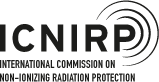 ICNIRP
INTERNATIONAL COMMISSION ON
NON-IONIZING RADIATION PROTECTION